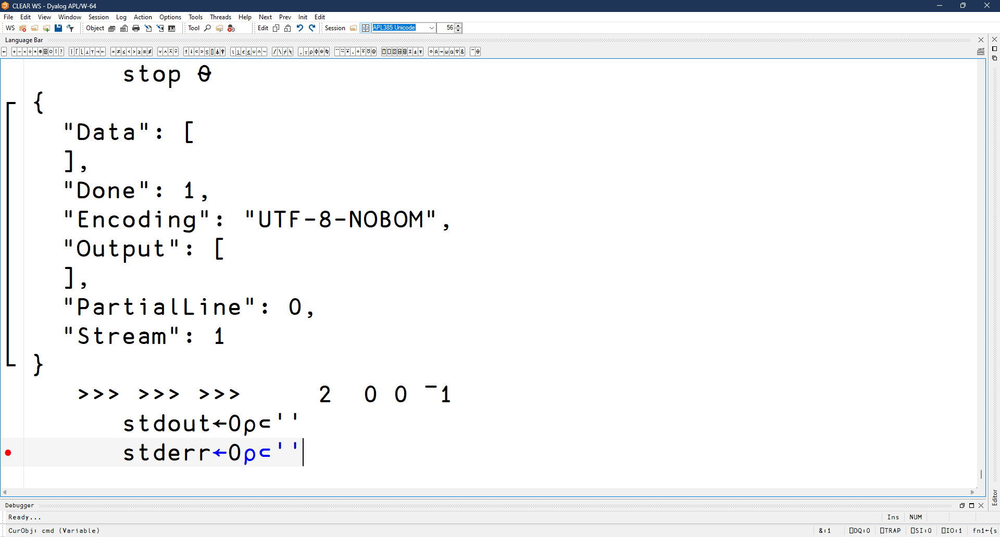 CLEAR WS - Dyalog APL/W-64
File Edit View Window Session Log Action Options Tools Threads Help Next Prev Init Edit
WS Object Tool Edit Session APL385 Unicode 56
Language Bar
stop ⍬
{
"Data": [
],
"Done": 1,
"Encoding": "UTF-8-NOBOM",
"Output": [
],
"PartialLine": 0,
"Stream": 1
}
>>> >>> >>> 2 0 0 ¯1
stdout←0⍴⊂''
stderr←0⍴⊂''
Editor
Debugger
Ready...
Ins NUM
CurObj: cmd (Variable)
&:1 ⎕DQ:0 ⎕TRAP ⎕SI:0 ⎕IO:1 fn1←{s